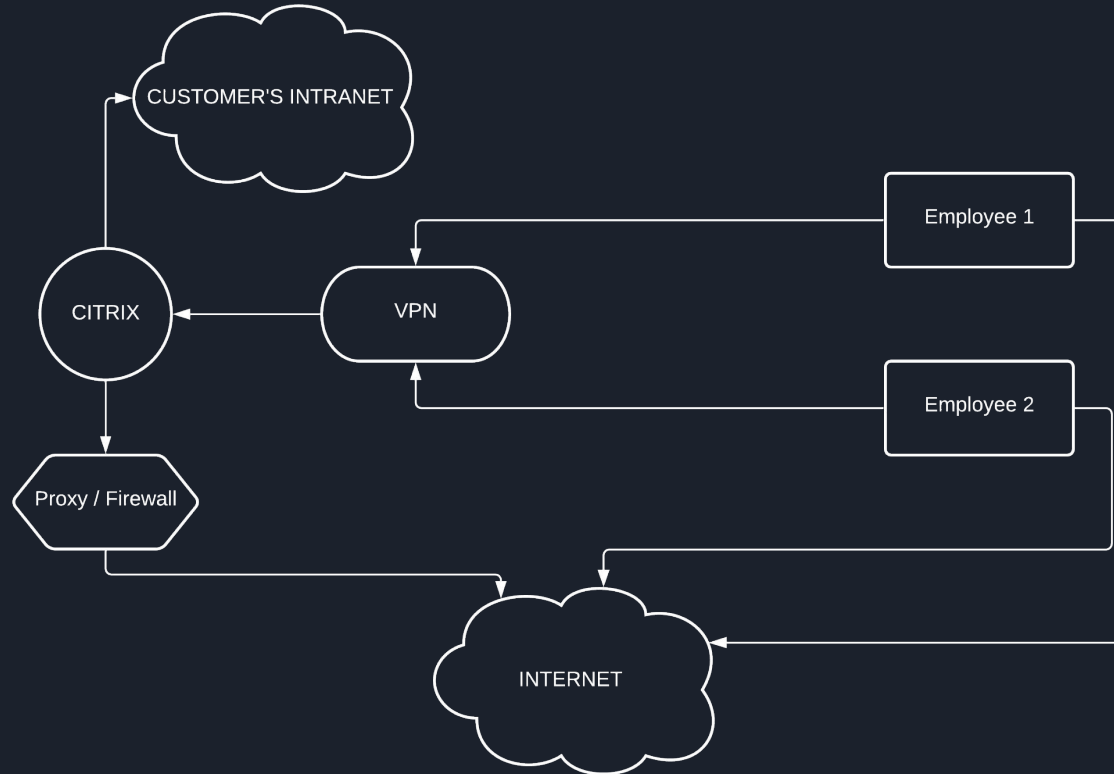 CUSTOMER'S INTRANET
Employee 1
CITRIX
VPN
Employee 2
Proxy / Firewall
INTERNET